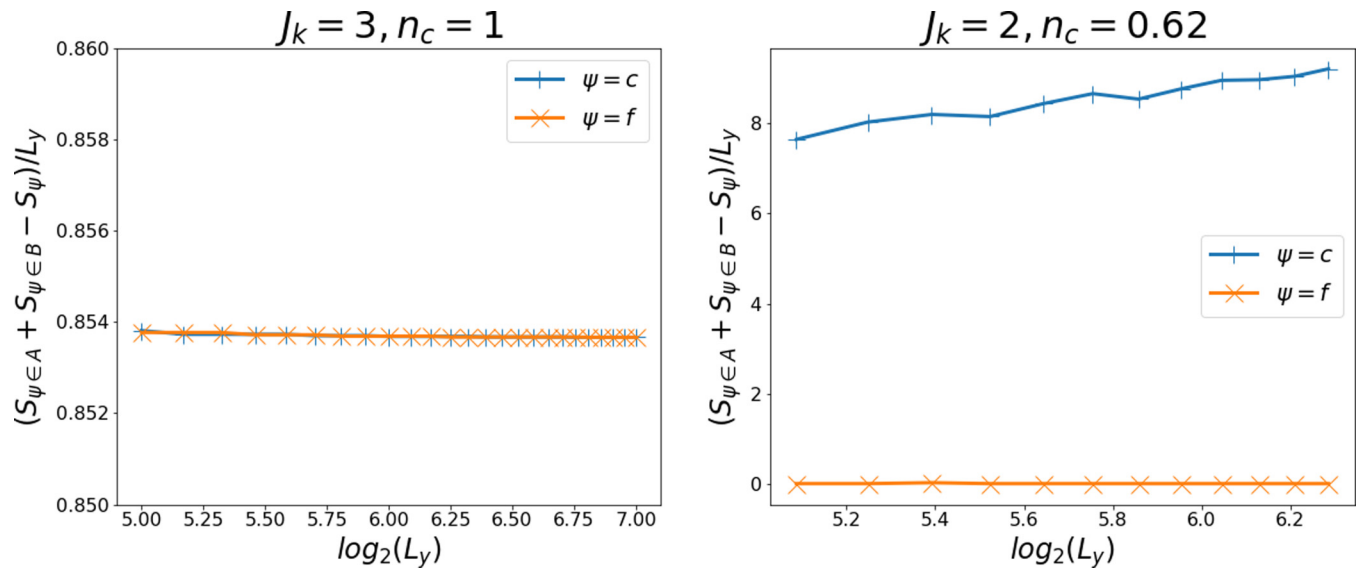 J_k = 3, n_c = 1
(S_{ψ∈A} + S_{ψ∈B} − S_ψ)/L_y
0.860
0.858
0.856
0.854
0.852
0.850
ψ = c
ψ = f
5.00 5.25 5.50 5.75 6.00 6.25 6.50 6.75 7.00
log_2(L_y)
J_k = 2, n_c = 0.62
(S_{ψ∈A} + S_{ψ∈B} − S_ψ)/L_y
8
6
4
2
0
ψ = c
ψ = f
5.2 5.4 5.6 5.8 6.0 6.2
log_2(L_y)